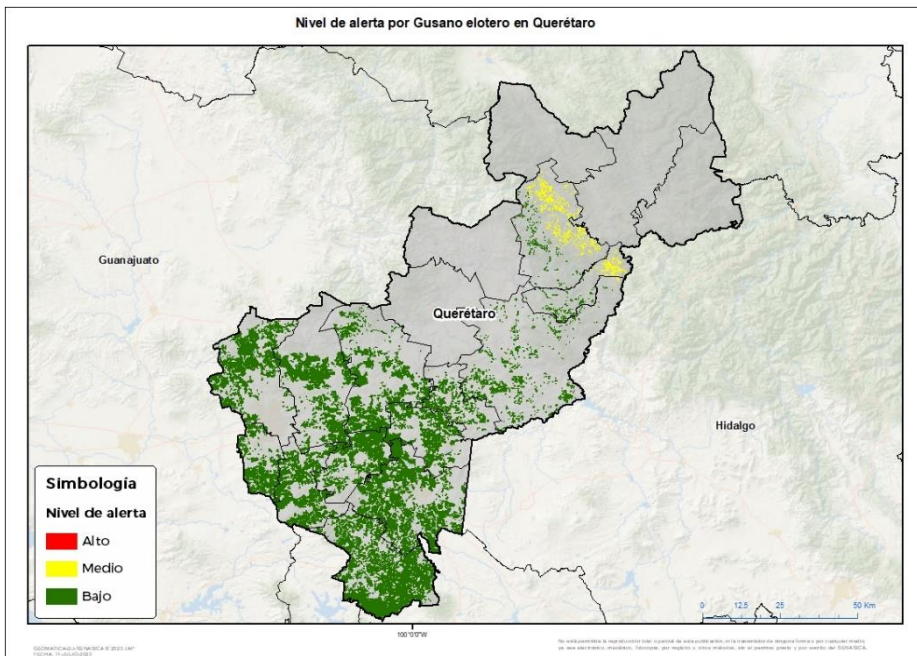 Nivel de alerta por Gusano elotero en Querétaro
Guanajuato
Querétaro
Hidalgo
Simbología
Nivel de alerta
Alto
Medio
Bajo
0 12.5 25 50 Km
100°0'0"W